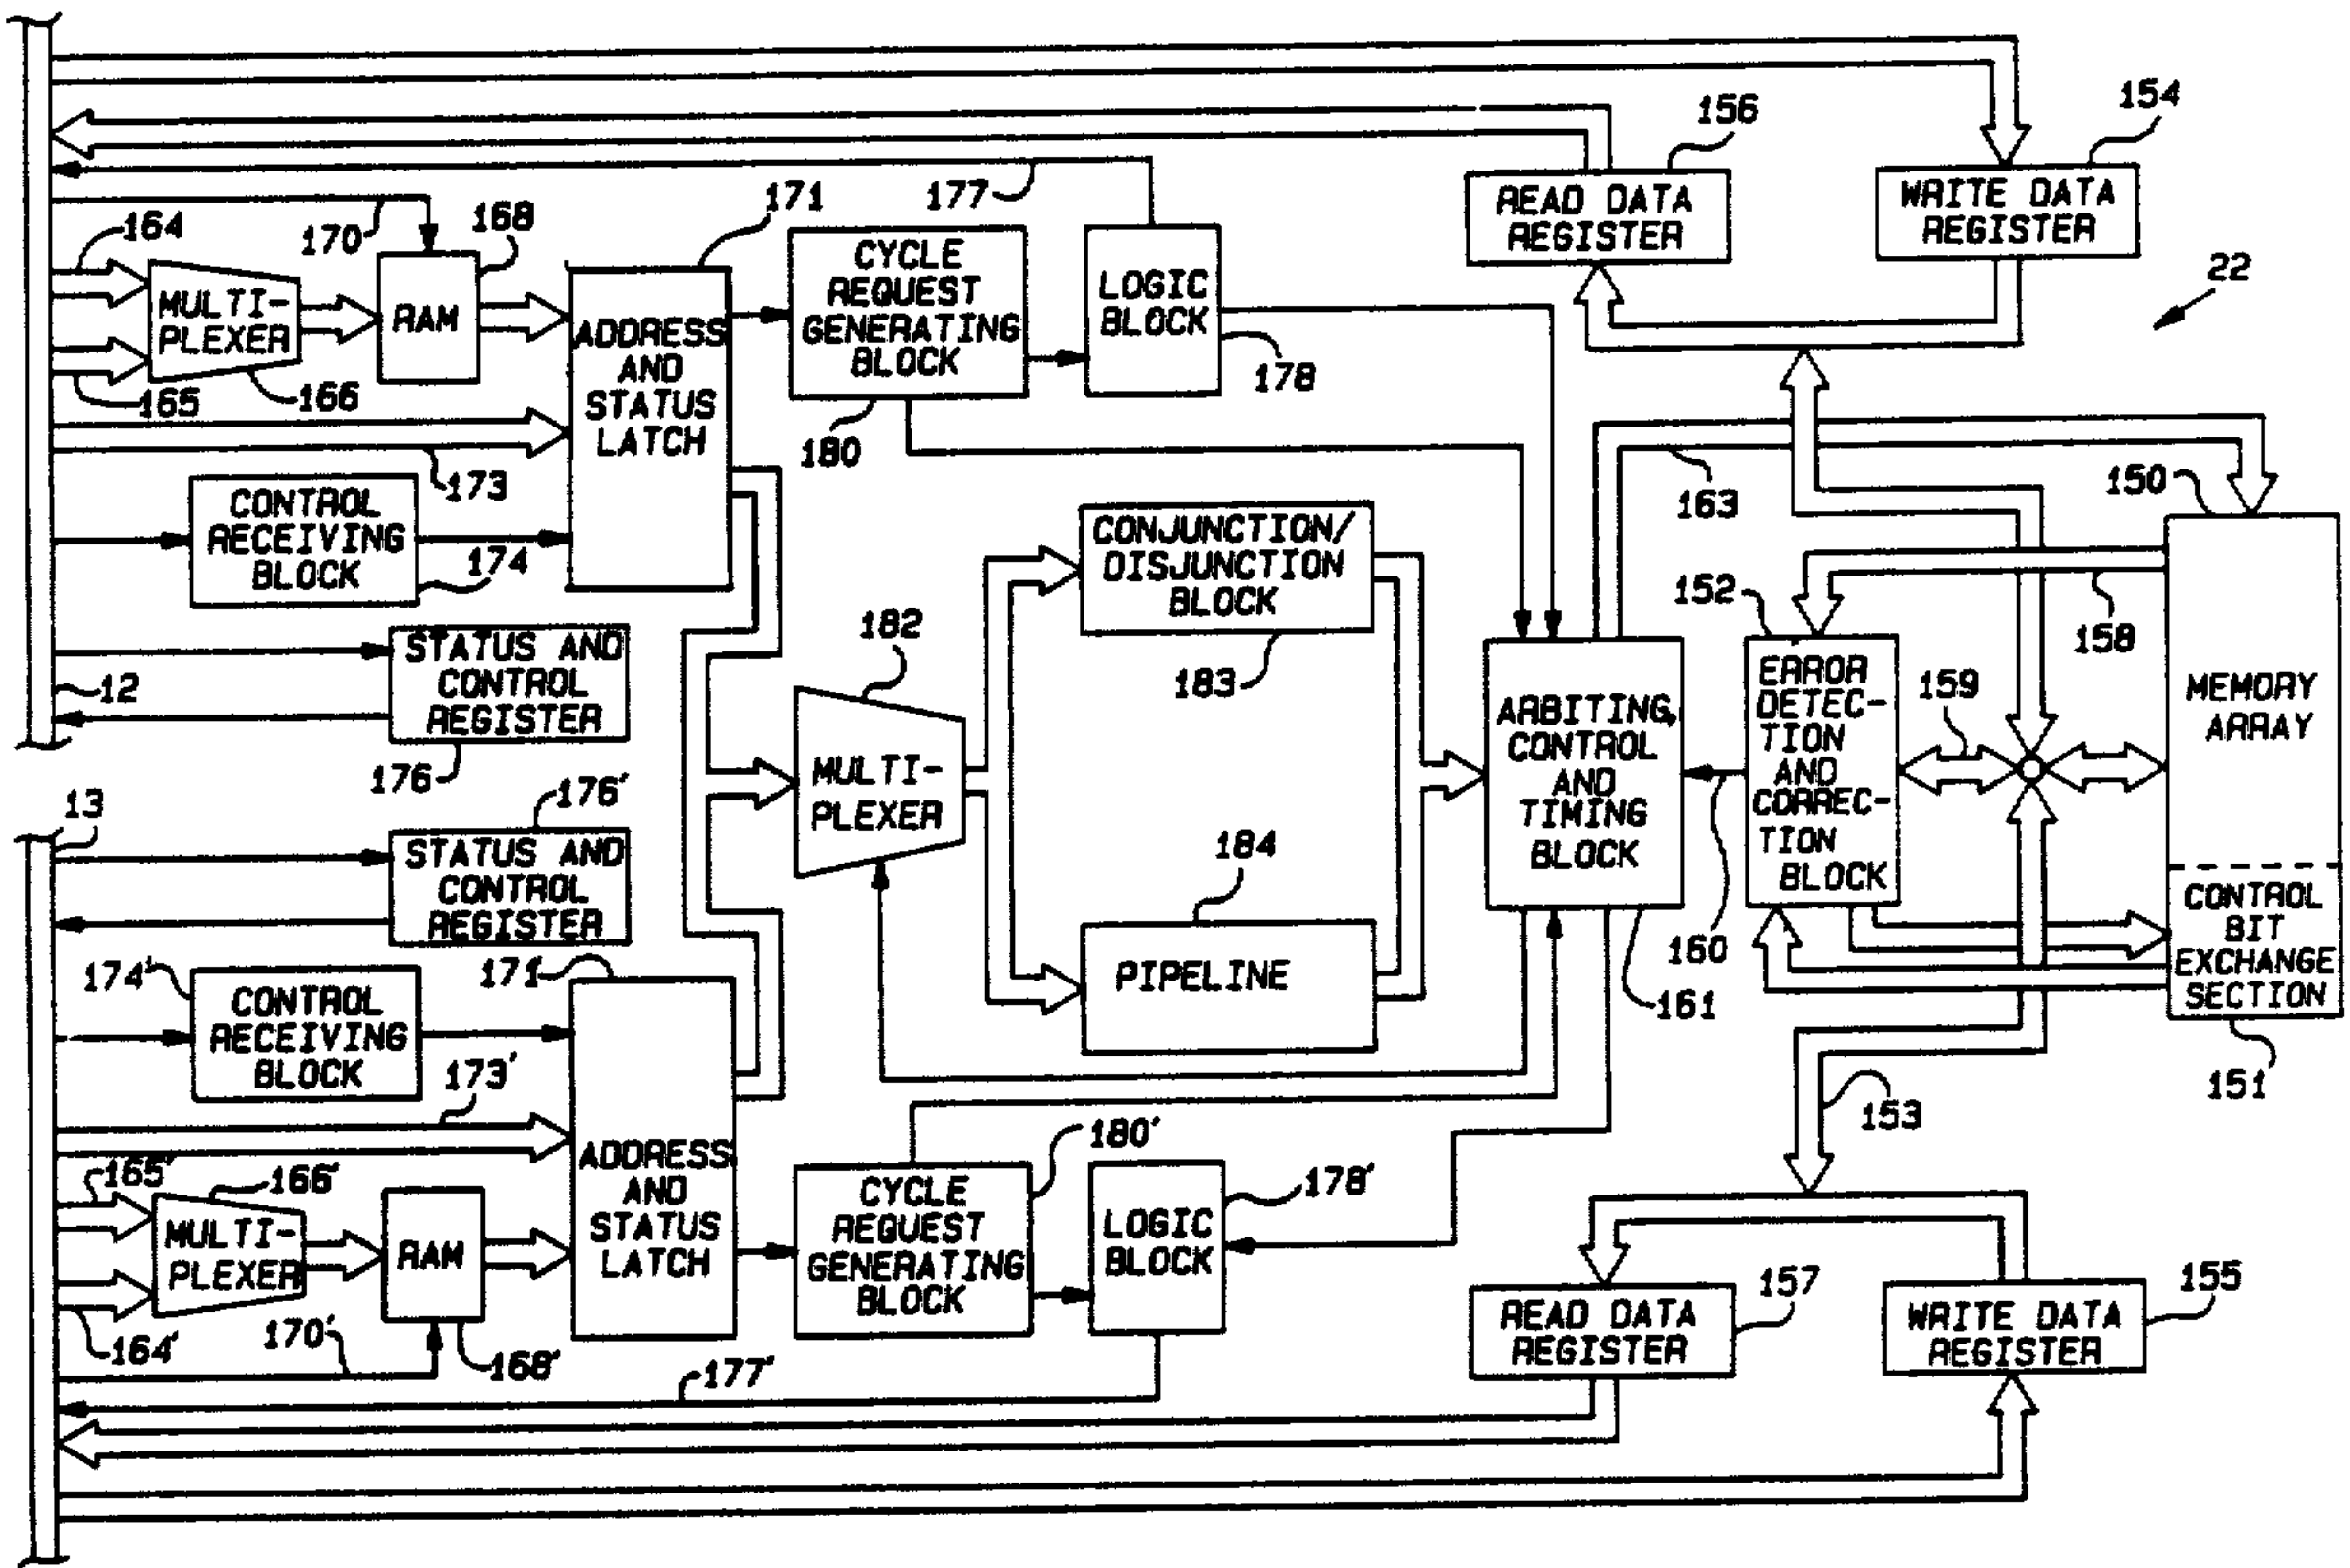 154
156
171
177
168
164
170
READ DATA
REGISTER
WRITE DATA
REGISTER
22
CYCLE
REQUEST
GENERATING
BLOCK
LOGIC
BLOCK
MULTI-
PLEXER
RAM
ADDRESS
AND
STATUS
LATCH
165
166
178
180
173
163
150
CONTROL
RECEIVING
BLOCK
174
CONJUNCTION/
DISJUNCTION
BLOCK
152
158
182
183
STATUS AND
CONTROL
REGISTER
12
176
MULTI-
PLEXER
ARBITING,
CONTROL
AND
TIMING
BLOCK
ERROR
DETEC-
TION
AND
CORREC-
TION
BLOCK
159
MEMORY
ARRAY
13
176'
STATUS AND
CONTROL
REGISTER
184
PIPELINE
160
161
CONTROL
BIT
EXCHANGE
SECTION
151
153
174'
171'
CONTROL
RECEIVING
BLOCK
173'
ADDRESS
AND
STATUS
LATCH
180'
178'
165'
166'
MULTI-
PLEXER
RAM
CYCLE
REQUEST
GENERATING
BLOCK
LOGIC
BLOCK
164'
170'
168'
177'
157
155
READ DATA
REGISTER
WRITE DATA
REGISTER